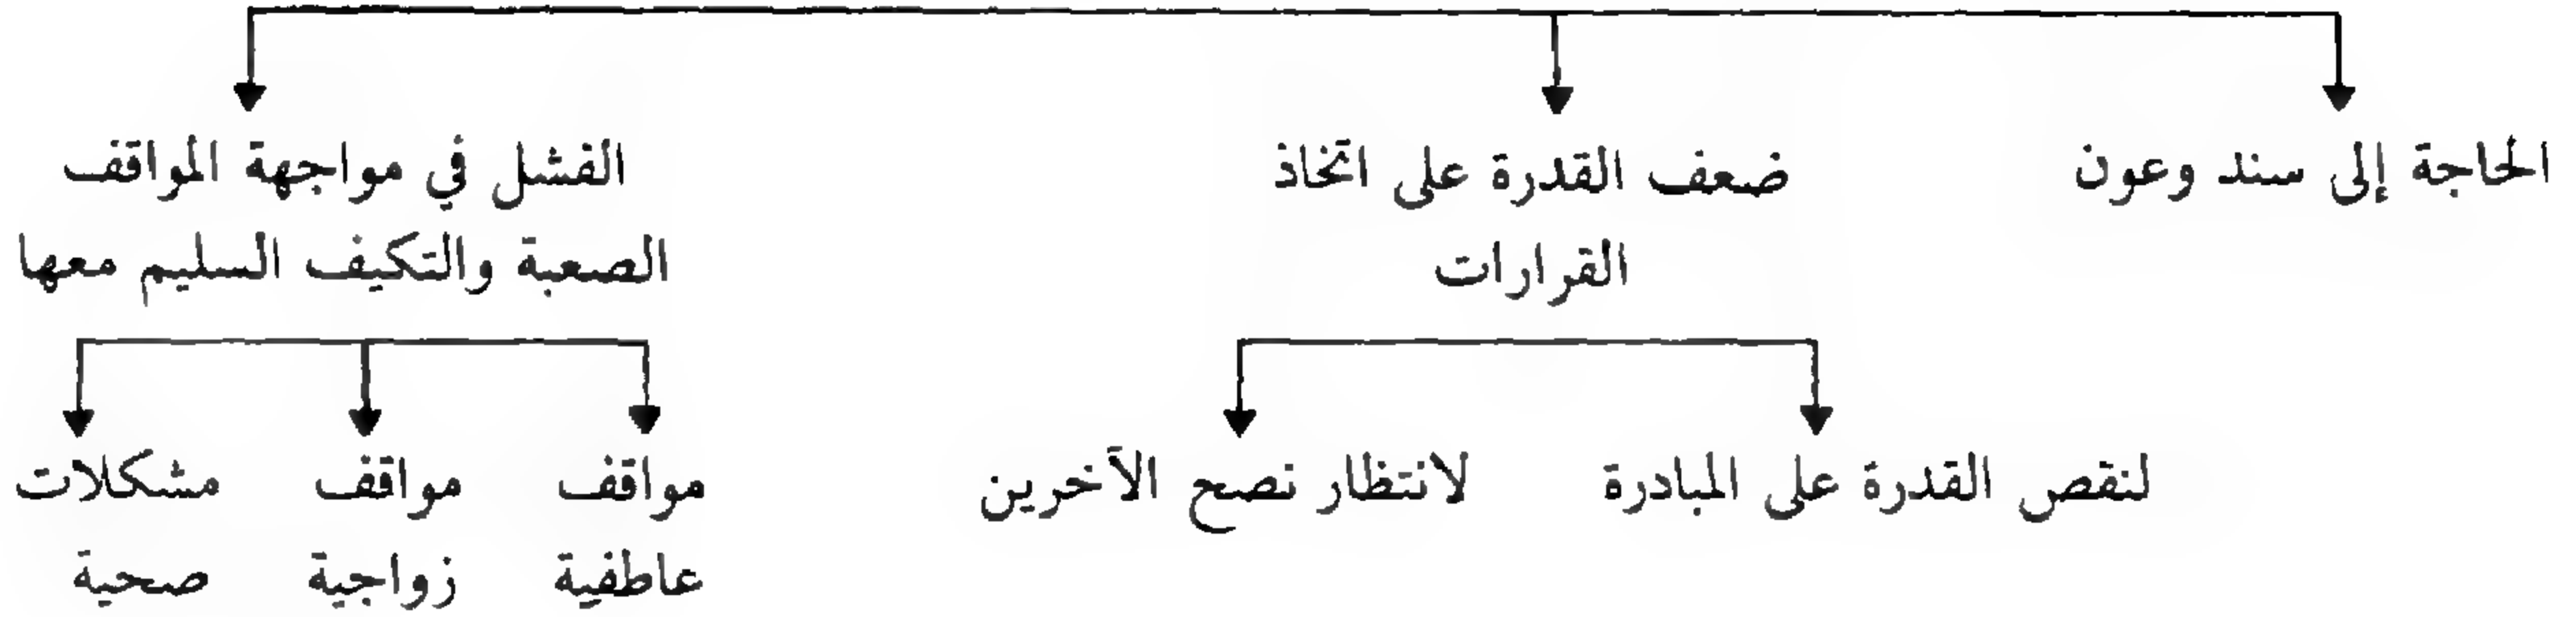 الحاجة إلى سند وعون
ضعف القدرة على اتخاذ
القرارات
لنقص القدرة على المبادرة
لانتظار نصح الآخرين
الفشل في مواجهة المواقف
الصعبة والتكيف السليم معها
مواقف
عاطفية
مواقف
زواجية
مشكلات
صحية